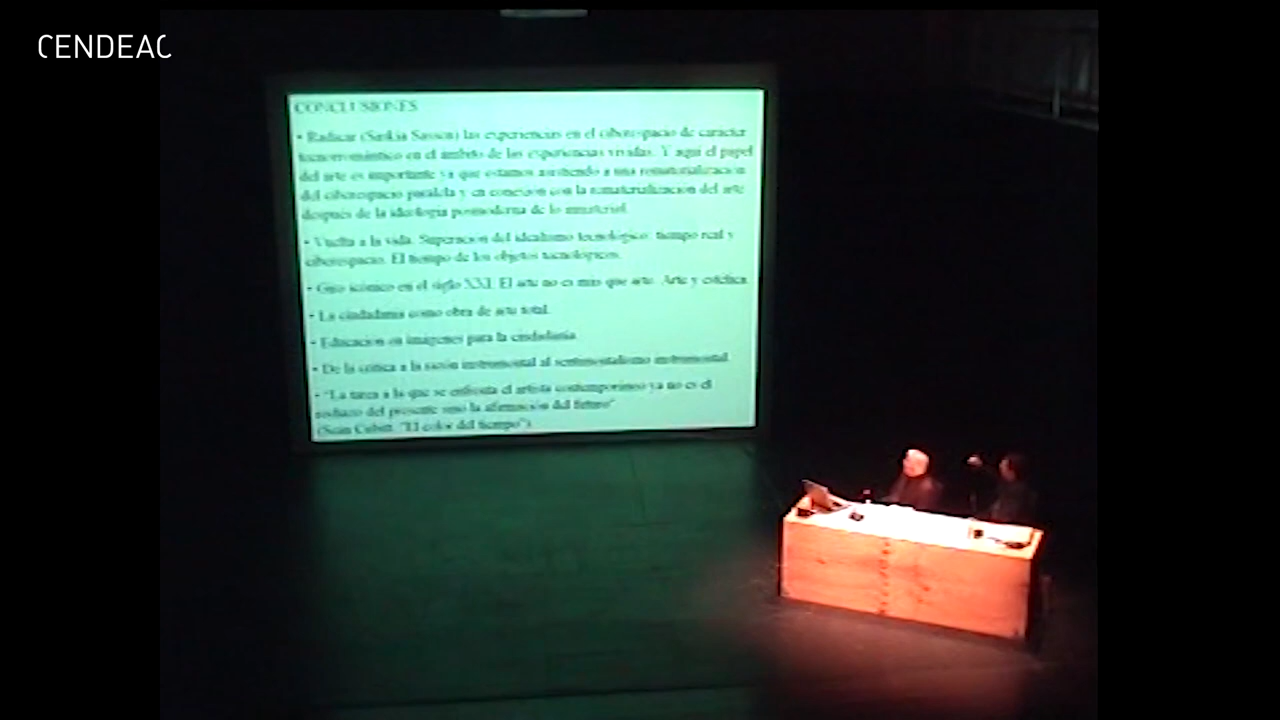 CENDEAC
CONCLUSIONES
• Radicar (Saskia Sassen) las experiencias en el ciberespacio de carácter
tecnorromántico en el ámbito de las experiencias vividas. Y aquí el papel
del arte es importante ya que estamos asistiendo a una rematerialización
del ciberespacio paralela y en conexión con la rematerialización del arte
después de la ideología posmoderna de lo inmaterial.
• Vuelta a la vida. Superación del idealismo tecnológico: tiempo real y
ciberespacio. El tiempo de los objetos tecnológicos.
• Giro icónico en el siglo XXI. El arte no es más que arte. Arte y estética.
• La ciudadanía como obra de arte total.
• Educación en imágenes para la ciudadanía.
• De la crítica a la razón instrumental al sentimentalismo instrumental.
• "La tarea a la que se enfrenta el artista contemporáneo ya no es el
rechazo del presente sino la afirmación del futuro"
(Sean Cubitt. "El color del tiempo")